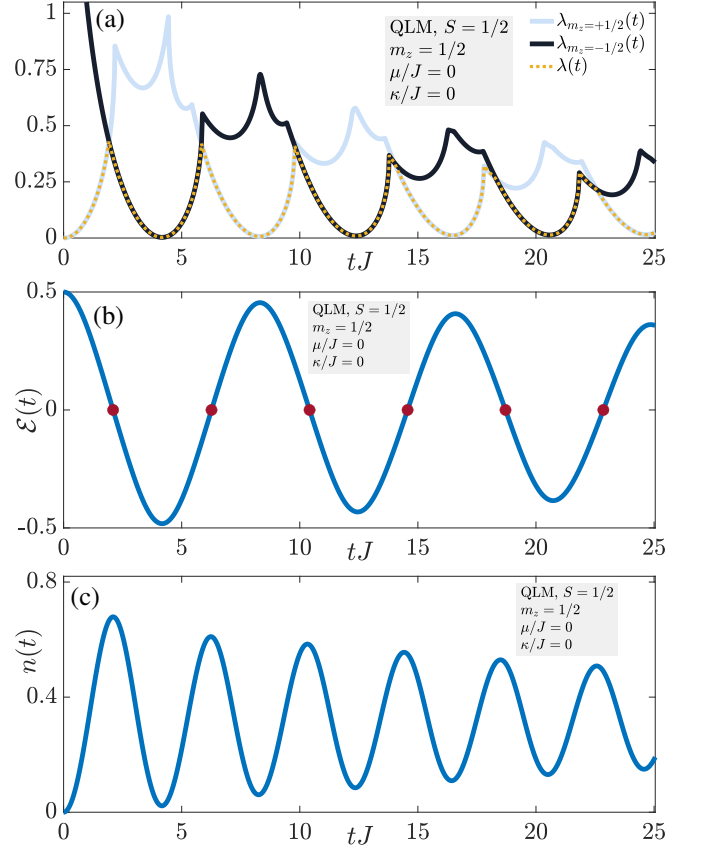 (a)
QLM, S = 1/2
m_z = 1/2
μ/J = 0
κ/J = 0
λ_{m_z=+1/2}(t)
λ_{m_z=−1/2}(t)
λ(t)
1
0.75
0.5
0.25
0
0 5 10 15 20 25
tJ
(b)
QLM, S = 1/2
m_z = 1/2
μ/J = 0
κ/J = 0
0.5
0
-0.5
ℰ(t)
0 5 10 15 20 25
tJ
(c)
QLM, S = 1/2
m_z = 1/2
μ/J = 0
κ/J = 0
0.8
0.4
0
n(t)
0 5 10 15 20 25
tJ